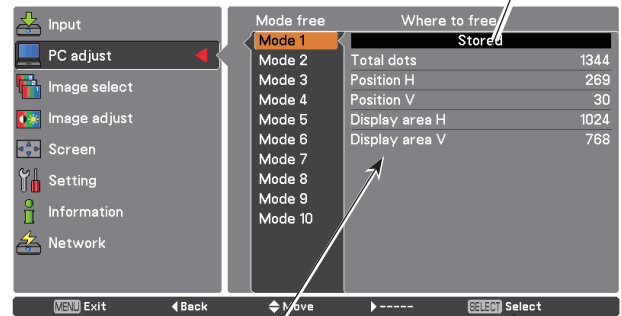 Input
PC adjust
Image select
Image adjust
Screen
Setting
Information
Network
Mode free
Mode 1
Mode 2
Mode 3
Mode 4
Mode 5
Mode 6
Mode 7
Mode 8
Mode 9
Mode 10
Where to free
Stored
Total dots 1344
Position H 269
Position V 30
Display area H 1024
Display area V 768
MENU Exit ◀Back Move ▶----- SELECT Select